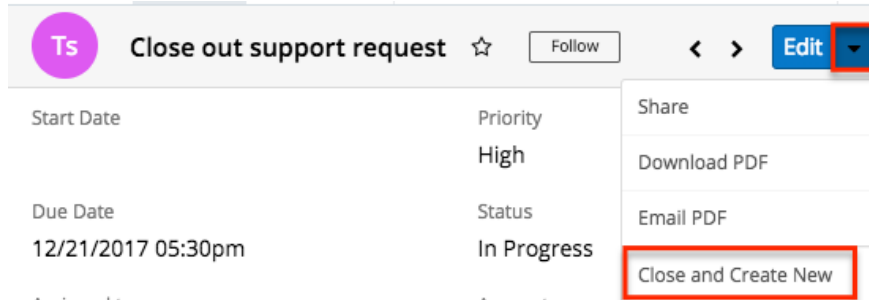 Ts Close out support request Follow Edit
Start Date Priority Share
High Download PDF
Due Date Status Email PDF
12/21/2017 05:30pm In Progress
Close and Create New